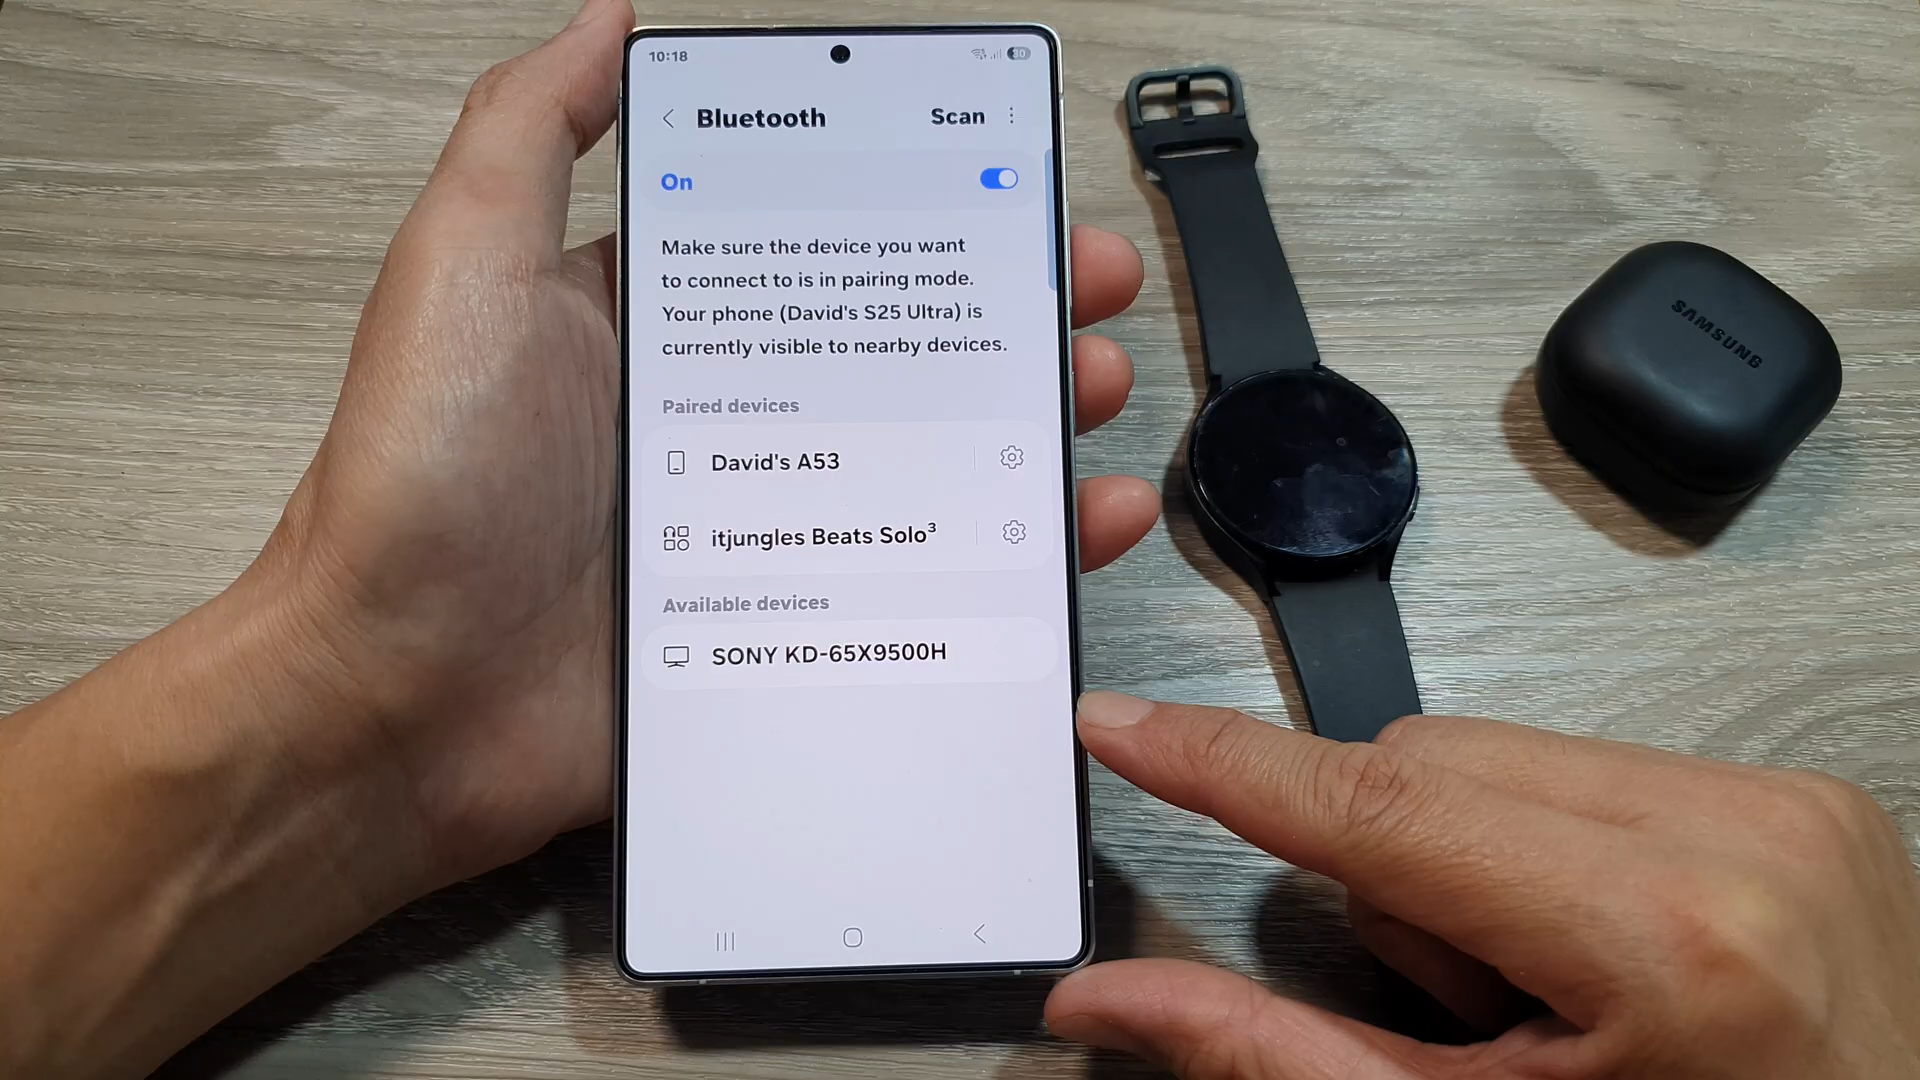 10:18
30
Bluetooth
Scan
On
Make sure the device you want
to connect to is in pairing mode.
Your phone (David's S25 Ultra) is
currently visible to nearby devices.
Paired devices
David's A53
itjungles Beats Solo³
Available devices
SONY KD-65X9500H
SAMSUNG